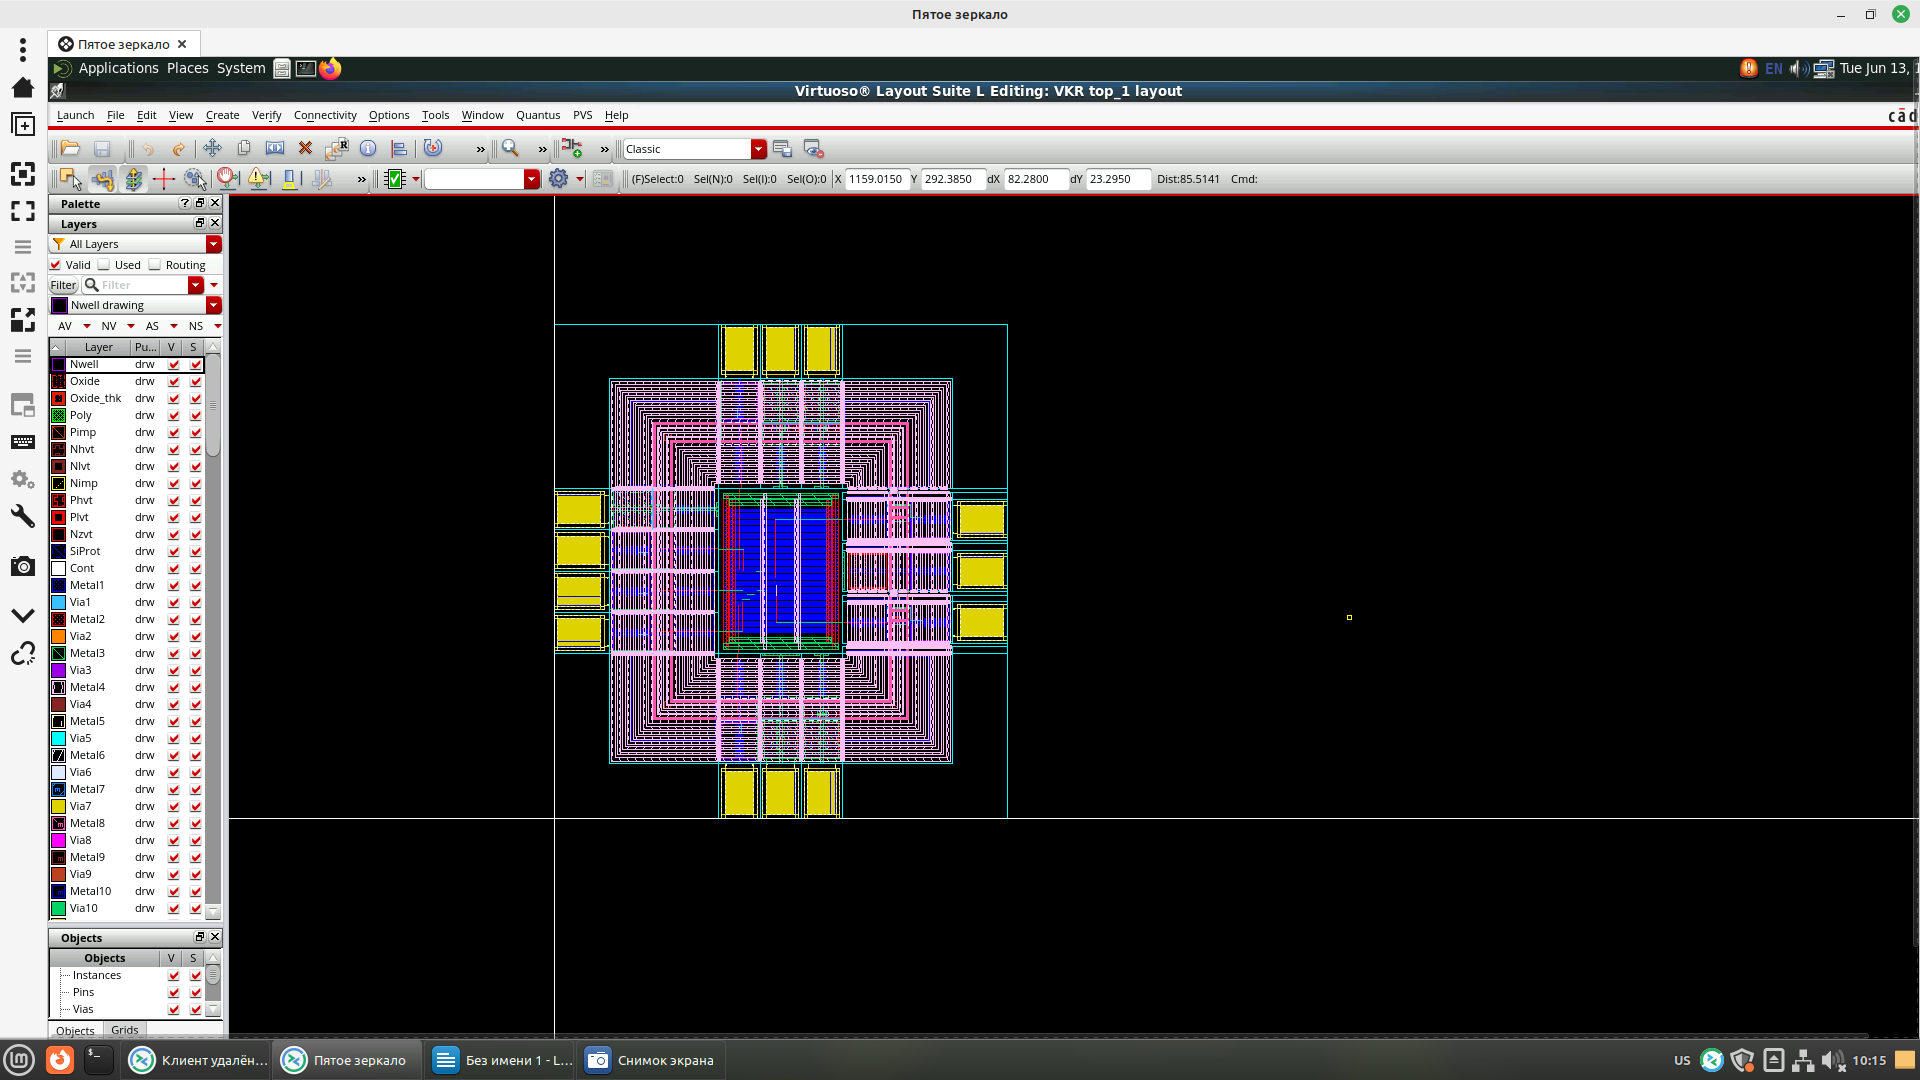 Пятое зеркало
Пятое зеркало
Applications Places System
EN
Tue Jun 13,
Virtuoso® Layout Suite L Editing: VKR top_1 layout
Launch File Edit View Create Verify Connectivity Options Tools Window Quantus PVS Help
Classic
(F)Select:0 Sel(N):0 Sel(I):0 Sel(O):0 X 1159.0150 Y 292.3850 dX 82.2800 dY 23.2950 Dist:85.5141 Cmd:
Palette
Layers
All Layers
Valid Used Routing
Filter Filter
Nwell drawing
AV NV AS NS
Layer Pu... V S
Nwell drw
Oxide drw
Oxide_thk drw
Poly drw
Pimp drw
Nhvt drw
Nlvt drw
Nimp drw
Phvt drw
Plvt drw
Nzvt drw
SiProt drw
Cont drw
Metal1 drw
Via1 drw
Metal2 drw
Via2 drw
Metal3 drw
Via3 drw
Metal4 drw
Via4 drw
Metal5 drw
Via5 drw
Metal6 drw
Via6 drw
Metal7 drw
Via7 drw
Metal8 drw
Via8 drw
Metal9 drw
Via9 drw
Metal10 drw
Via10 drw
Objects
Objects V S
Instances
Pins
Vias
Objects Grids
Клиент удалён...
Пятое зеркало
Без имени 1 - L...
Снимок экрана
US
10:15